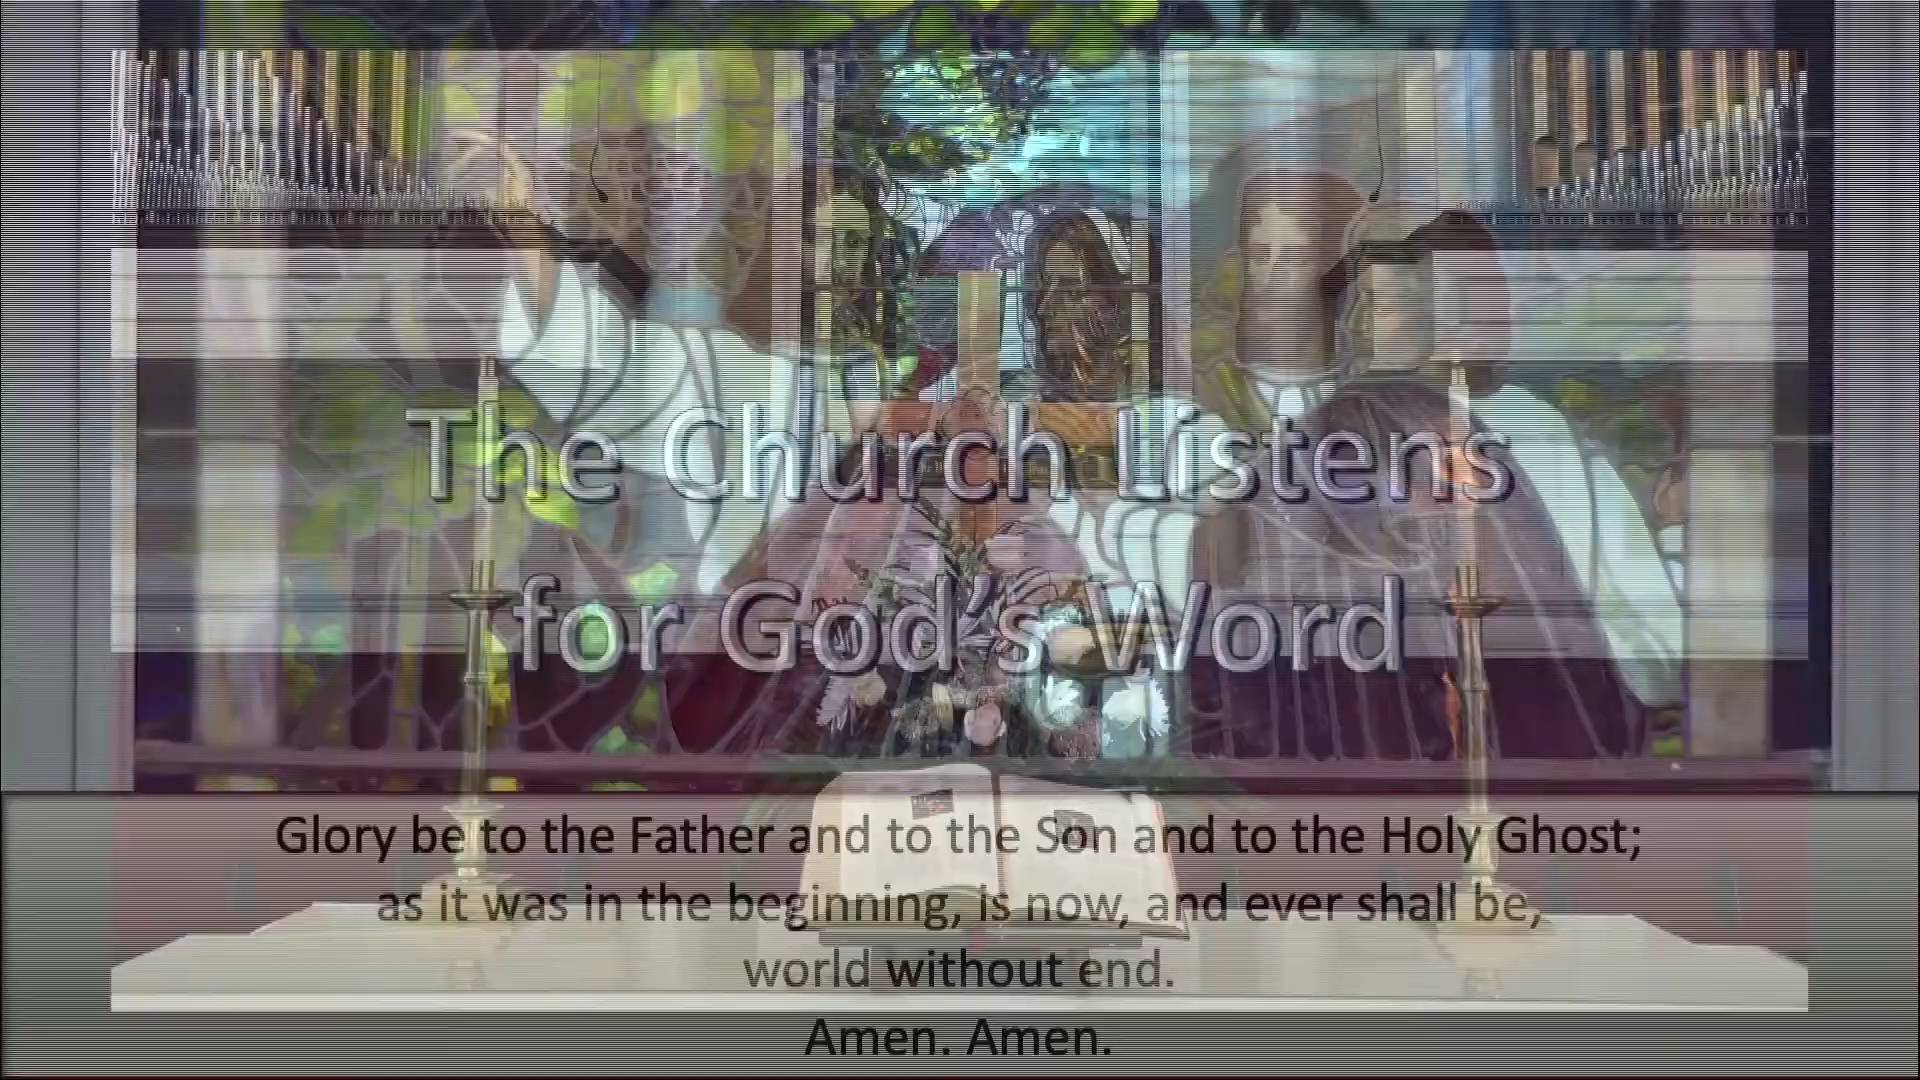 The Church Listens
for God's Word
Glory be to the Father and to the Son and to the Holy Ghost;
as it was in the beginning, is now, and ever shall be,
world without end.
Amen. Amen.